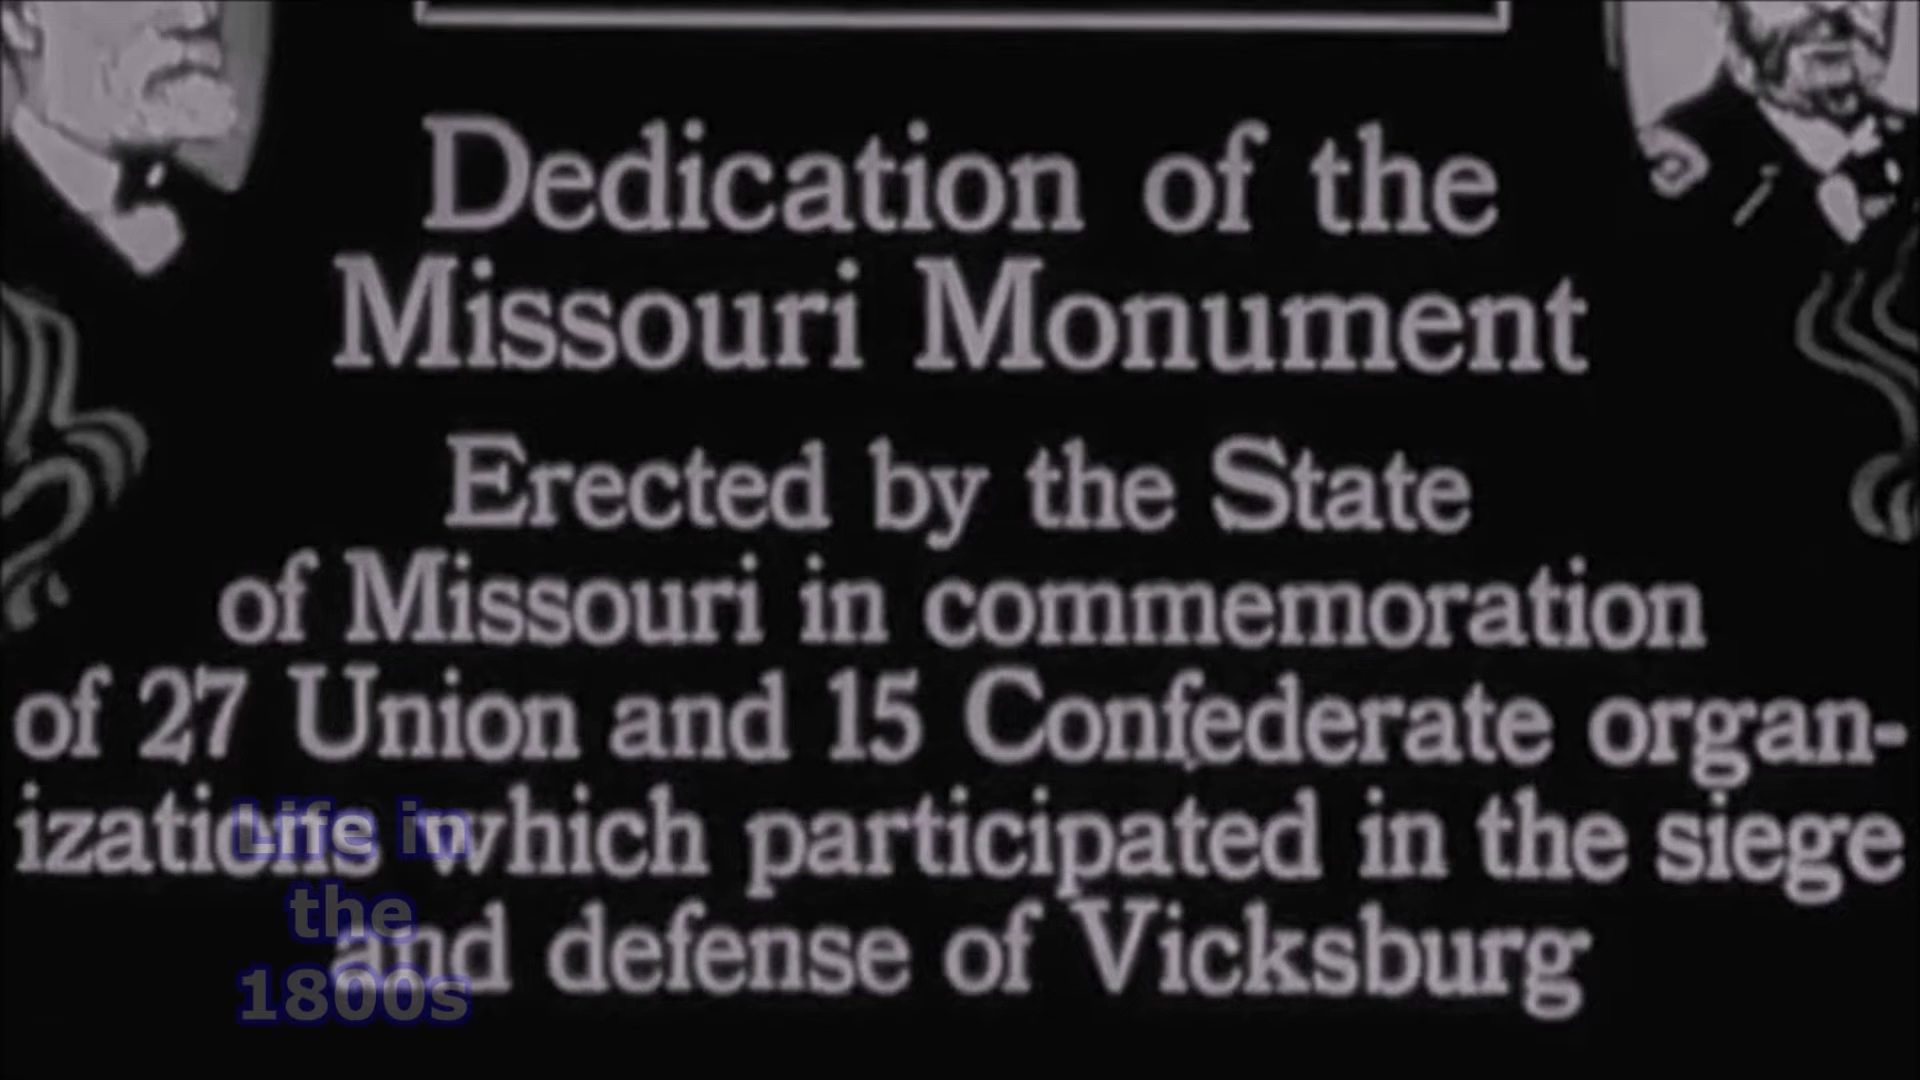 Dedication of the
Missouri Monument
Erected by the State
of Missouri in commemoration
of 27 Union and 15 Confederate organ-
izations which participated in the siege
and defense of Vicksburg
Life in
the
1800s